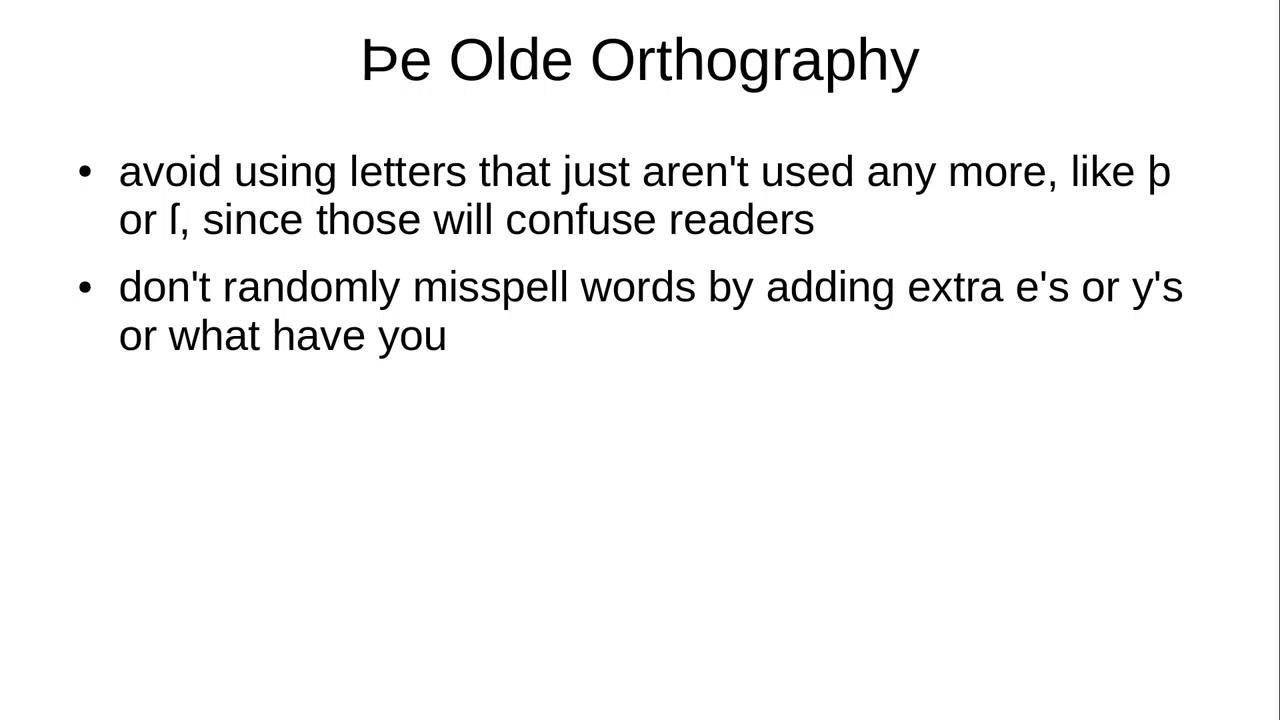 Þe Olde Orthography
• avoid using letters that just aren't used any more, like þ
or ſ, since those will confuse readers
• don't randomly misspell words by adding extra e's or y's
or what have you